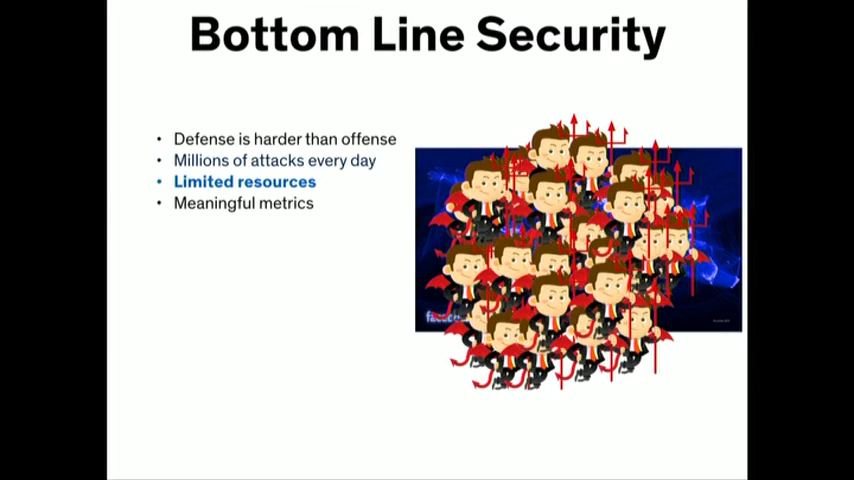 Bottom Line Security
• Defense is harder than offense
• Millions of attacks every day
• Limited resources
• Meaningful metrics